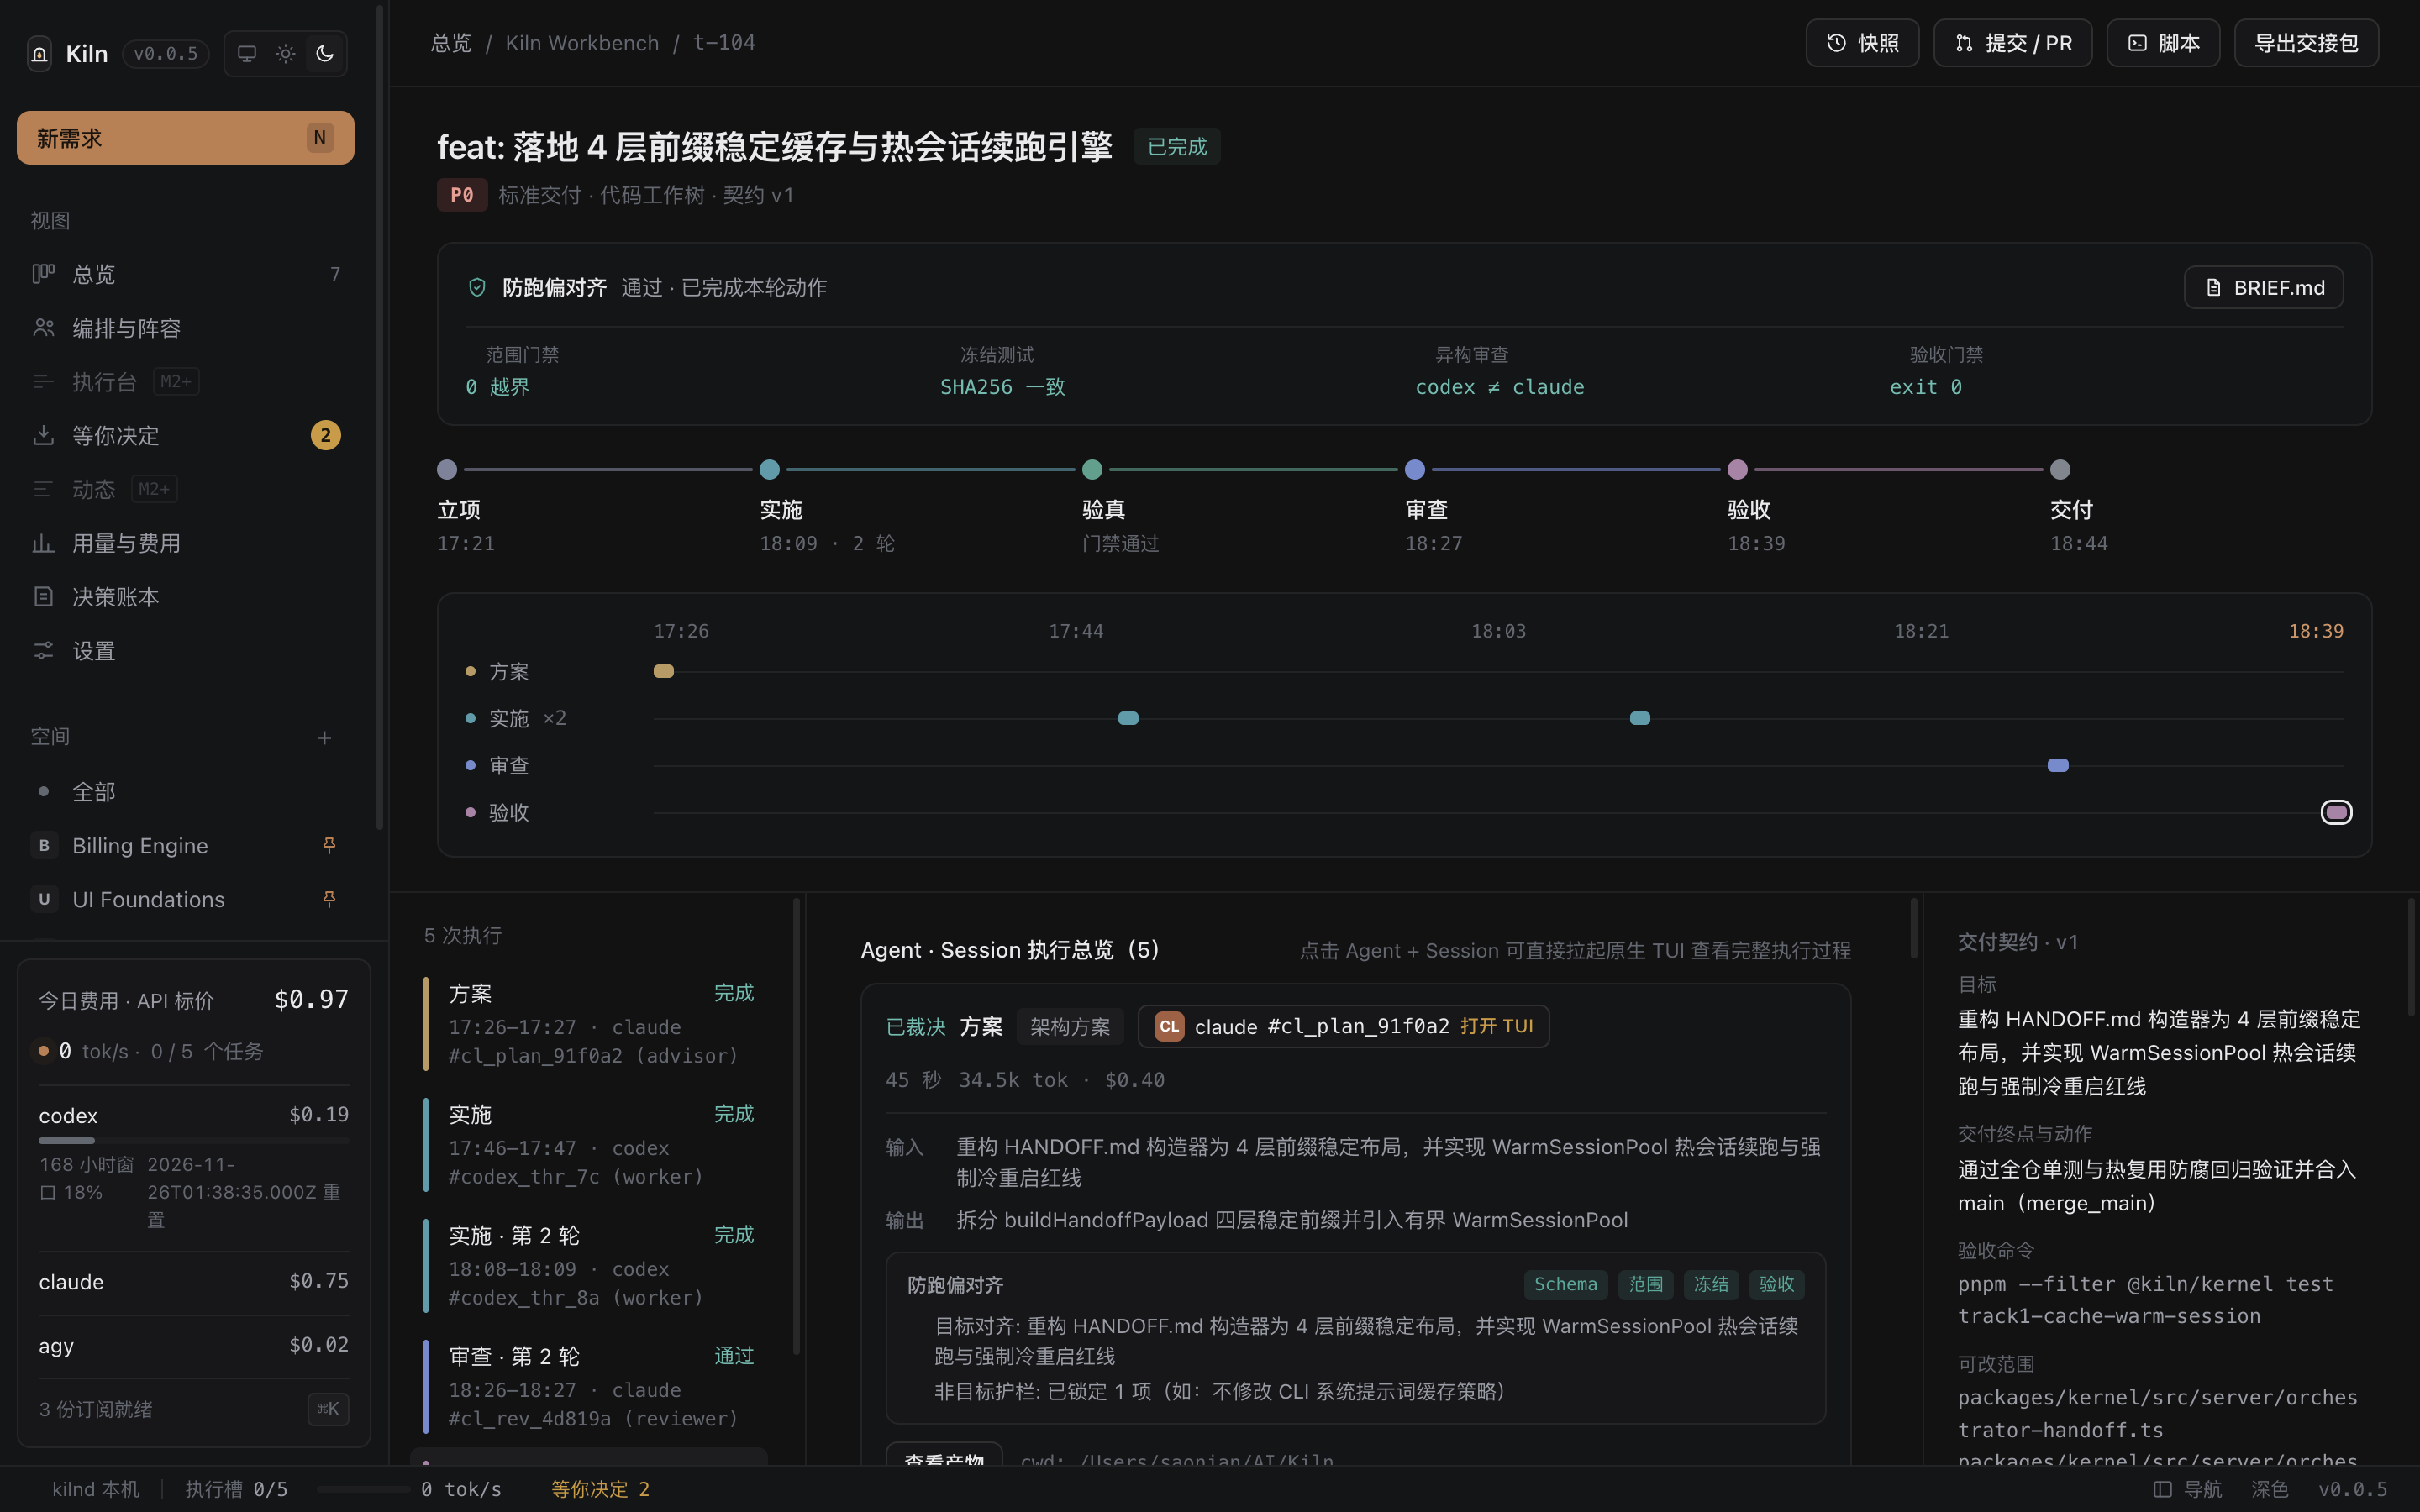 Kiln v0.0.5
新需求 N
视图
总览 7
编排与阵容
执行台 M2+
等你决定 2
动态 M2+
用量与费用
决策账本
设置
空间 +
全部
B Billing Engine
U UI Foundations
今日费用 · API 标价 $0.97
0 tok/s · 0 / 5 个任务
codex $0.19
168 小时窗口 18%
2026-11-26T01:38:35.000Z 重置
claude $0.75
agy $0.02
3 份订阅就绪 ⌘K
总览 / Kiln Workbench / t-104
快照
提交 / PR
脚本
导出交接包
feat: 落地 4 层前缀稳定缓存与热会话续跑引擎 已完成
P0 标准交付 · 代码工作树 · 契约 v1
防跑偏对齐 通过 · 已完成本轮动作 BRIEF.md
范围门禁 冻结测试 异构审查 验收门禁
0 越界 SHA256 一致 codex ≠ claude exit 0
立项 实施 验真 审查 验收 交付
17:21 18:09 · 2 轮 门禁通过 18:27 18:39 18:44
17:26 17:44 18:03 18:21 18:39
方案
实施 ×2
审查
验收
5 次执行
方案 完成
17:26–17:27 · claude
#cl_plan_91f0a2 (advisor)
实施 完成
17:46–17:47 · codex
#codex_thr_7c (worker)
实施 · 第 2 轮 完成
18:08–18:09 · codex
#codex_thr_8a (worker)
审查 · 第 2 轮 通过
18:26–18:27 · claude
#cl_rev_4d819a (reviewer)
Agent · Session 执行总览（5） 点击 Agent + Session 可直接拉起原生 TUI 查看完整执行过程
已裁决 方案 架构方案 CL claude #cl_plan_91f0a2 打开 TUI
45 秒 34.5k tok · $0.40
输入 重构 HANDOFF.md 构造器为 4 层前缀稳定布局，并实现 WarmSessionPool 热会话续跑与强
制冷重启红线
输出 拆分 buildHandoffPayload 四层稳定前缀并引入有界 WarmSessionPool
防跑偏对齐 Schema 范围 冻结 验收
目标对齐: 重构 HANDOFF.md 构造器为 4 层前缀稳定布局，并实现 WarmSessionPool 热会话续
跑与强制冷重启红线
非目标护栏: 已锁定 1 项（如：不修改 CLI 系统提示词缓存策略）
查看产物 cwd: /Users/saonian/AI/Kiln
交付契约 · v1
目标
重构 HANDOFF.md 构造器为 4 层前缀稳定
布局，并实现 WarmSessionPool 热会话续
跑与强制冷重启红线
交付终点与动作
通过全仓单测与热复用防腐回归验证并合入
main（merge_main）
验收命令
pnpm --filter @kiln/kernel test
track1-cache-warm-session
可改范围
packages/kernel/src/server/orches
trator-handoff.ts
packages/kernel/src/server/orches
kilnd 本机 执行槽 0/5 0 tok/s 等你决定 2 导航 深色 v0.0.5